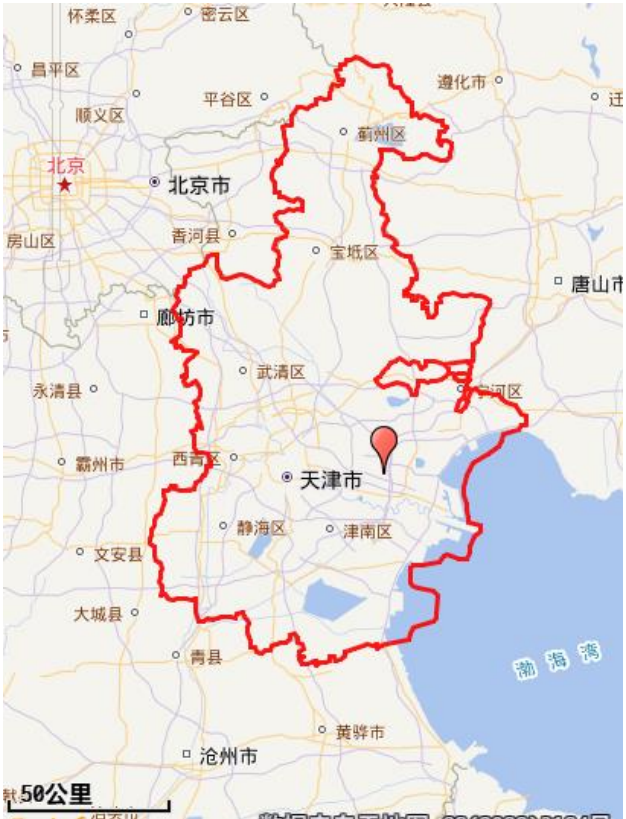 怀柔区
密云区
昌平区
遵化市
平谷区
迁
顺义区
蓟州区
北京
北京市
房山区
香河县
宝坻区
唐山市
廊坊市
武清区
永清县
宁河区
西青区
霸州市
天津市
静海区
津南区
文安县
大城县
渤海湾
青县
黄骅市
沧州市
50公里